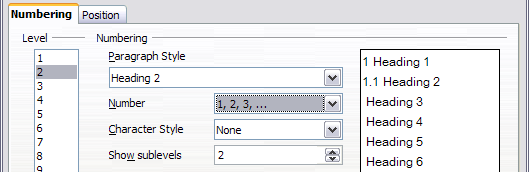 Numbering Position
Level Numbering
1
2
3
4
5
6
7
8
9
Paragraph Style
Heading 2
Number 1, 2, 3, ...
Character Style None
Show sublevels 2
1 Heading 1
1.1 Heading 2
Heading 3
Heading 4
Heading 5
Heading 6